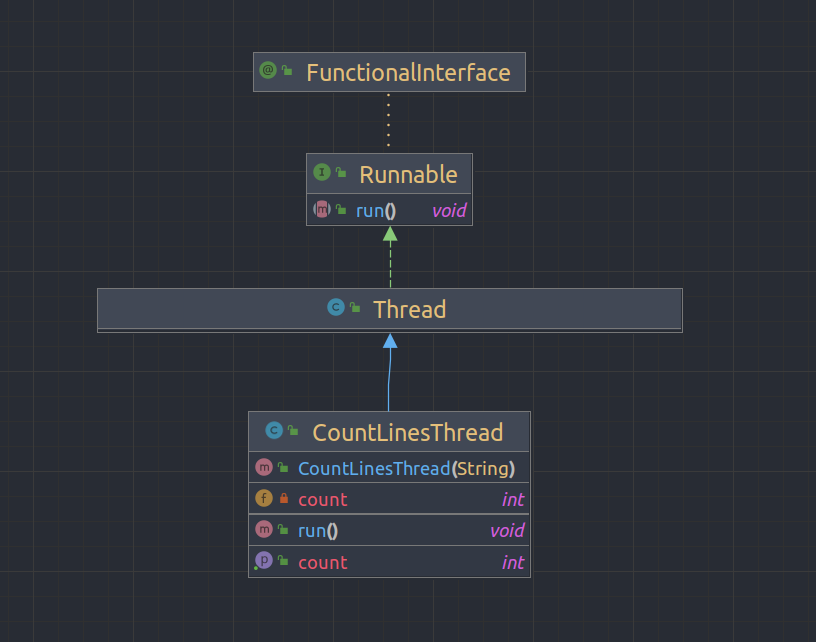 @ FunctionalInterface
I Runnable
m run() void
C Thread
C CountLinesThread
m CountLinesThread(String)
f count int
m run() void
p count int